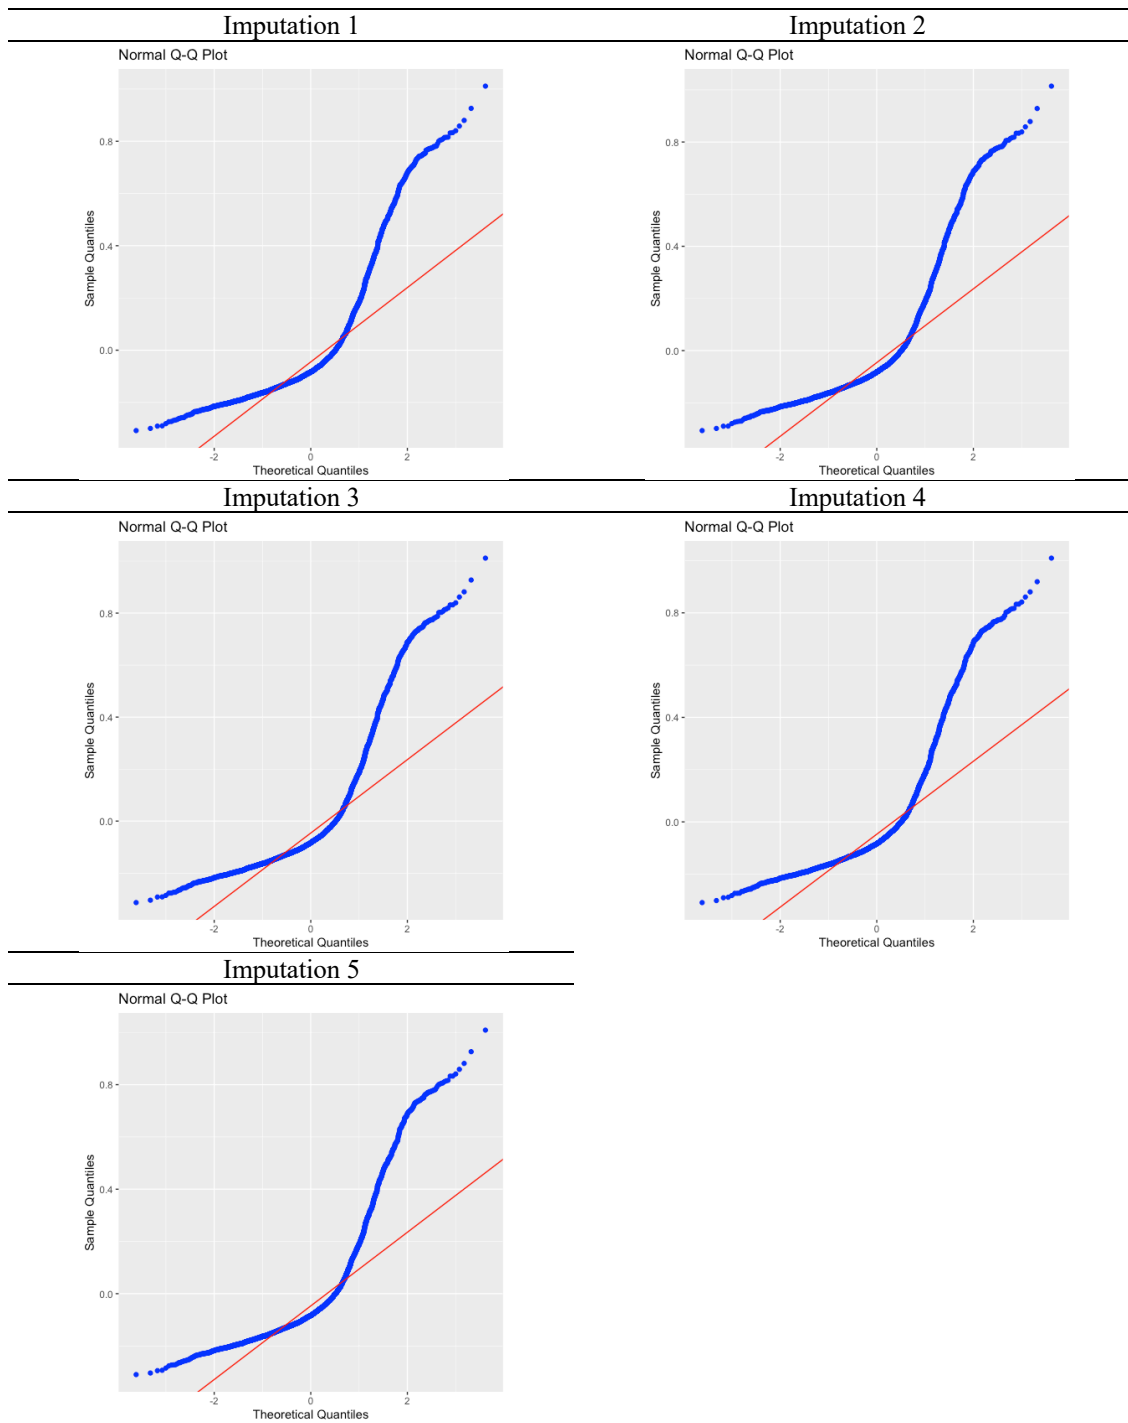 Imputation 1
Imputation 2
Normal Q-Q Plot
Normal Q-Q Plot
Sample Quantiles
0.8
0.4
0.0
-2
0
2
Theoretical Quantiles
Sample Quantiles
0.8
0.4
0.0
-2
0
2
Theoretical Quantiles
Imputation 3
Imputation 4
Normal Q-Q Plot
Normal Q-Q Plot
Sample Quantiles
0.8
0.4
0.0
-2
0
2
Theoretical Quantiles
Sample Quantiles
0.8
0.4
0.0
-2
0
2
Theoretical Quantiles
Imputation 5
Normal Q-Q Plot
Sample Quantiles
0.8
0.4
0.0
-2
0
2
Theoretical Quantiles